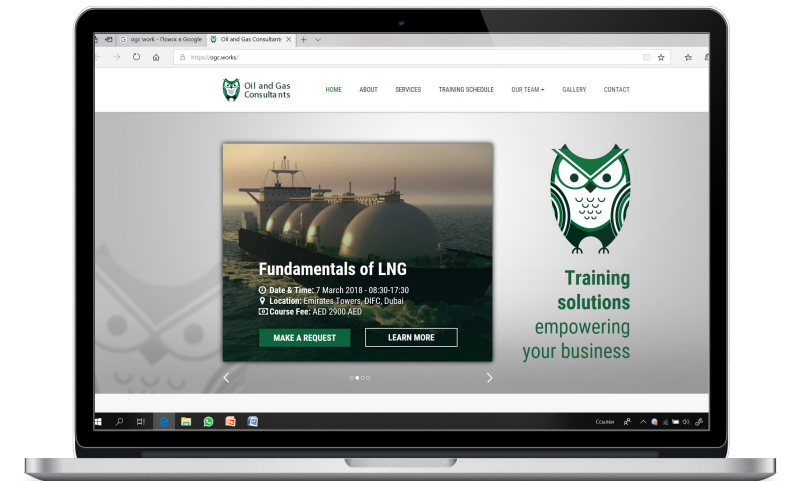 ogc work - Поиск в Google
Oil and Gas Consultants
https://ogc.works/
Oil and Gas
Consultants
HOME
ABOUT
SERVICES
TRAINING SCHEDULE
OUR TEAM
GALLERY
CONTACT
Fundamentals of LNG
Date & Time: 7 March 2018 - 08:30-17:30
Location: Emirates Towers, DIFC, Dubai
Course Fee: AED 2900 AED
MAKE A REQUEST
LEARN MORE
Training
solutions
empowering
your business
Ссылки